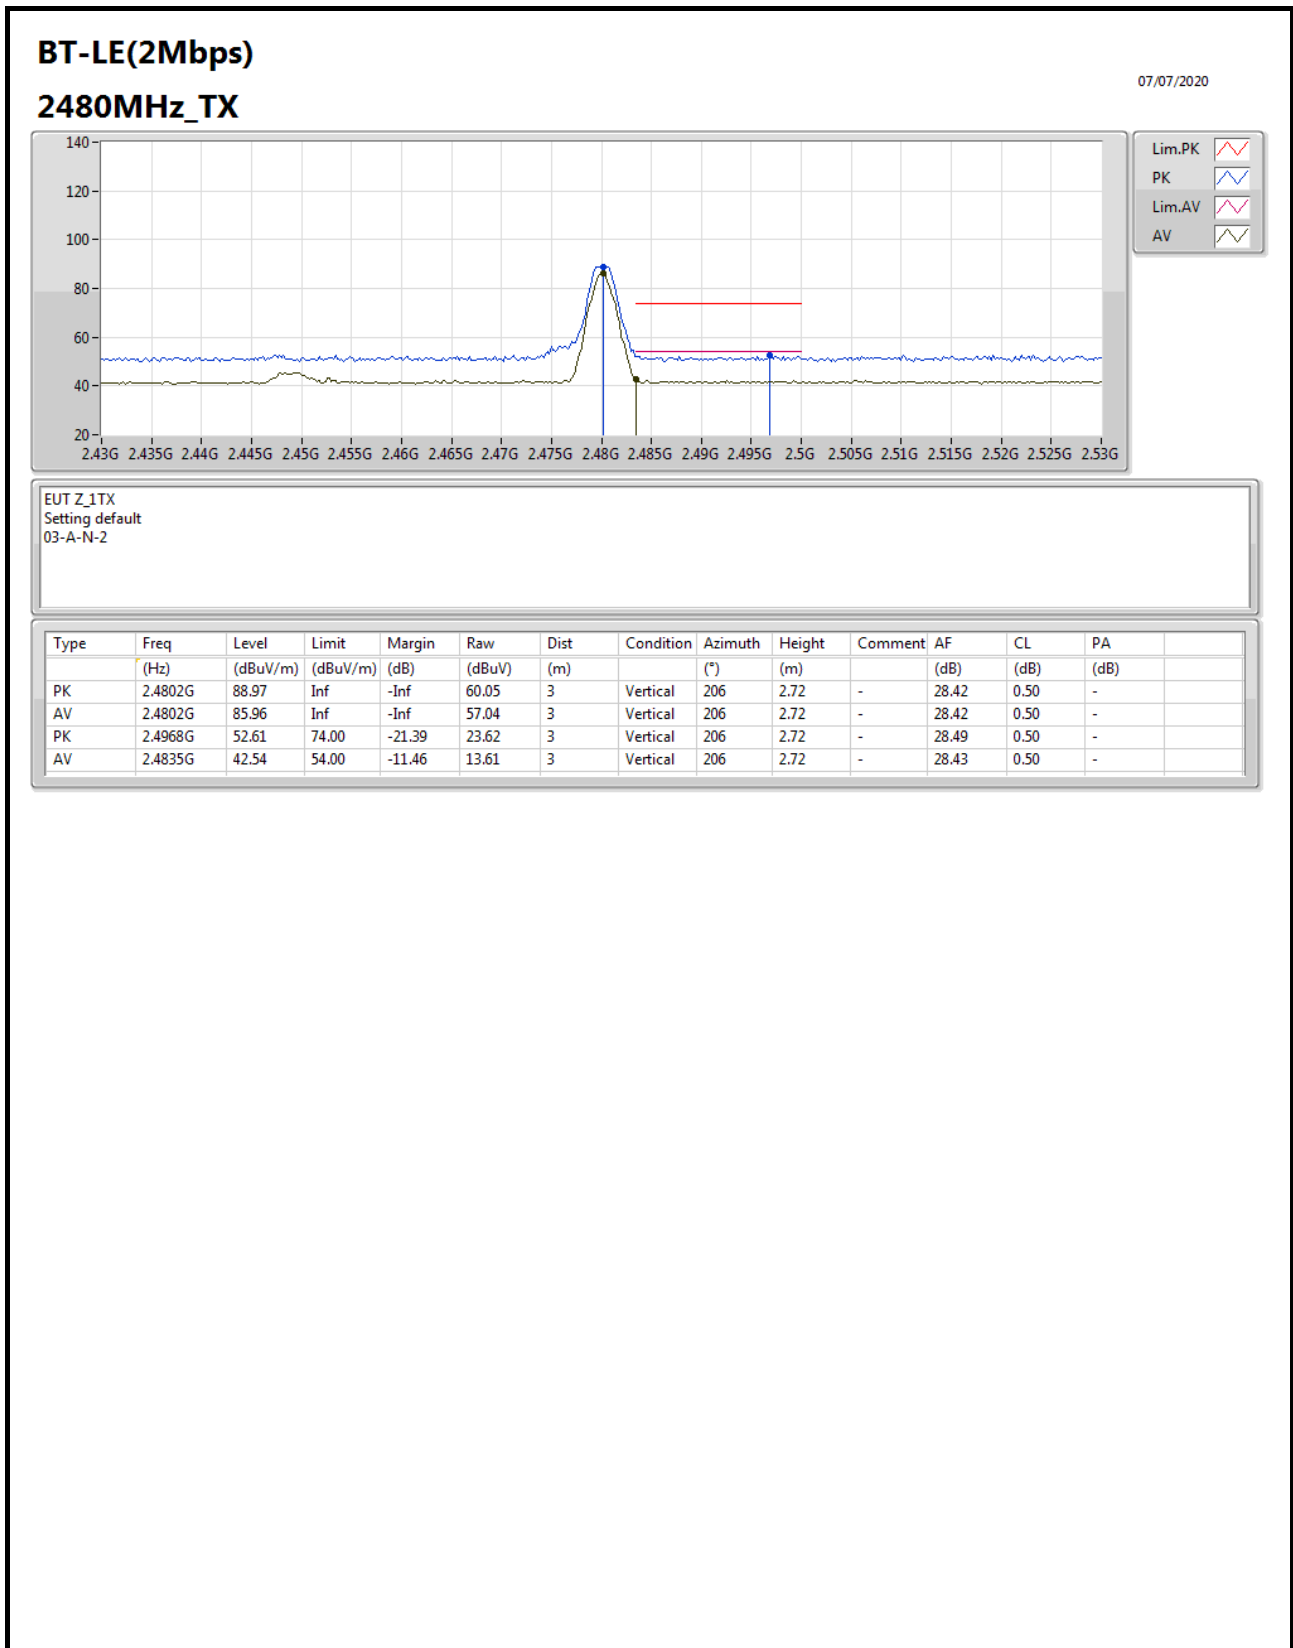 BT-LE(2Mbps)
07/07/2020
2480MHz_TX
140
120
100
80
60
40
20
2.43G 2.435G 2.44G 2.445G 2.45G 2.455G 2.46G 2.465G 2.47G 2.475G 2.48G 2.485G 2.49G 2.495G 2.5G 2.505G 2.51G 2.515G 2.52G 2.525G 2.53G
Lim.PK
PK
Lim.AV
AV
EUT Z_1TX
Setting default
03-A-N-2
Type Freq Level Limit Margin Raw Dist Condition Azimuth Height Comment AF CL PA
(Hz) (dBuV/m) (dBuV/m) (dB) (dBuV) (m) (°) (m) (dB) (dB) (dB)
PK 2.4802G 88.97 Inf -Inf 60.05 3 Vertical 206 2.72 - 28.42 0.50 -
AV 2.4802G 85.96 Inf -Inf 57.04 3 Vertical 206 2.72 - 28.42 0.50 -
PK 2.4968G 52.61 74.00 -21.39 23.62 3 Vertical 206 2.72 - 28.49 0.50 -
AV 2.4835G 42.54 54.00 -11.46 13.61 3 Vertical 206 2.72 - 28.43 0.50 -